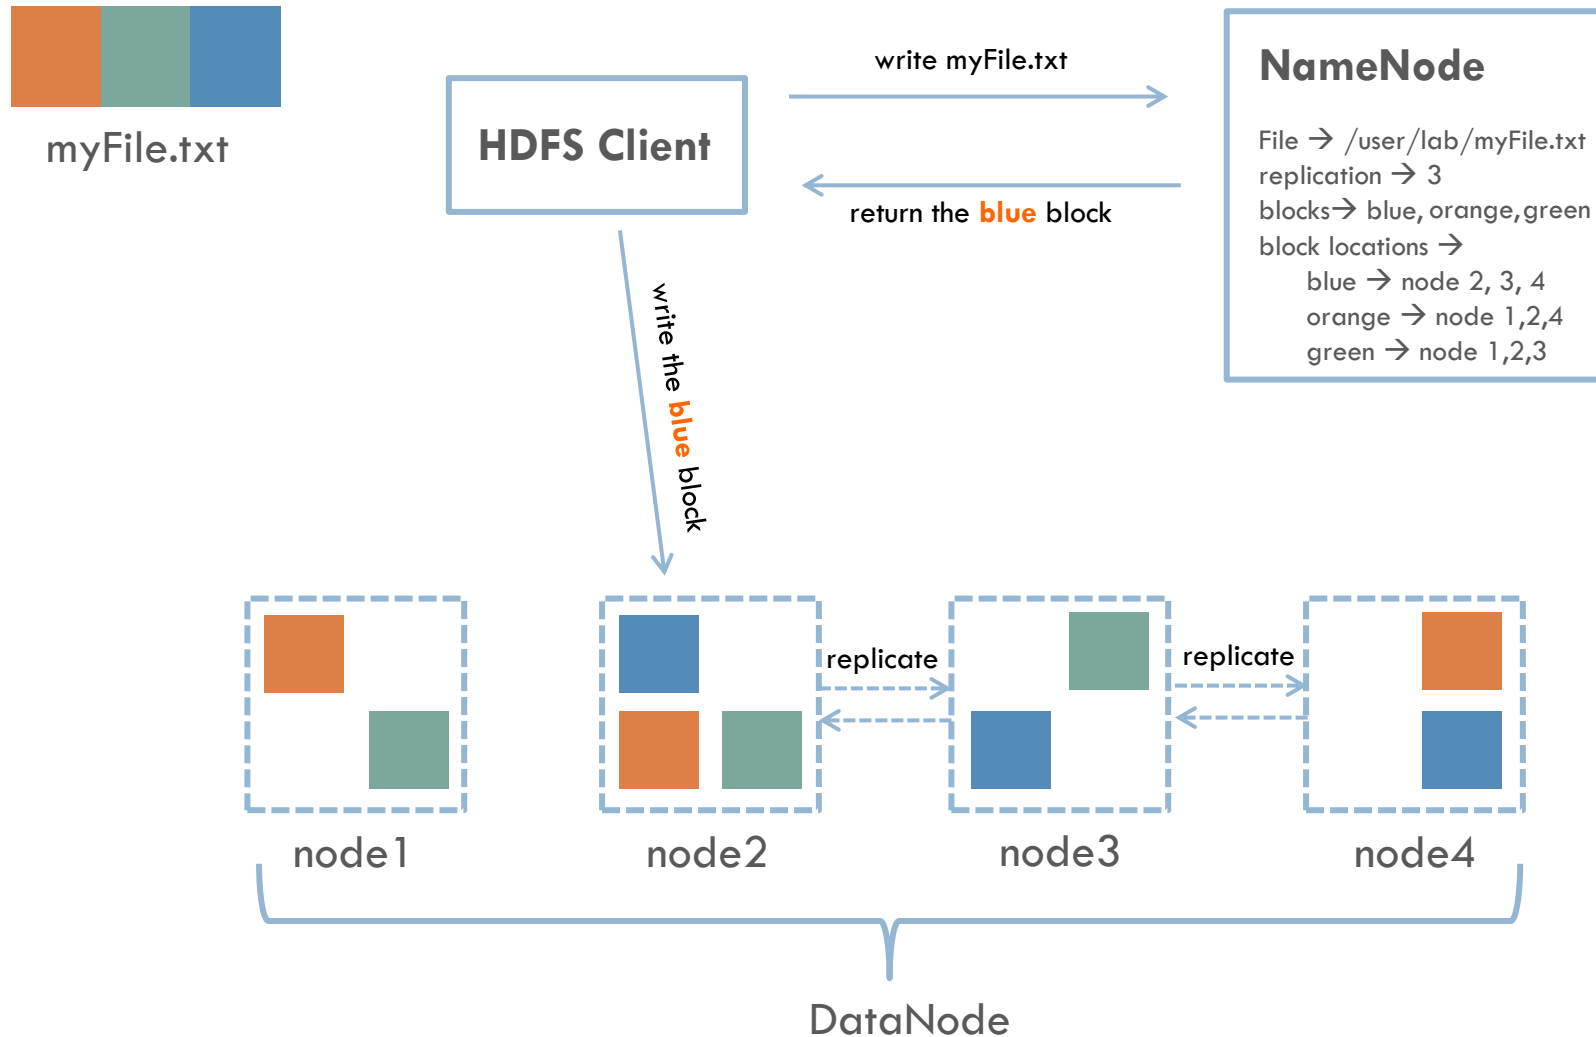 myFile.txt
HDFS Client
write myFile.txt
return the blue block
NameNode
File → /user/lab/myFile.txt
replication → 3
blocks→ blue, orange,green
block locations →
blue → node 2, 3, 4
orange → node 1,2,4
green → node 1,2,3
write the blue block
replicate
replicate
node1
node2
node3
node4
DataNode